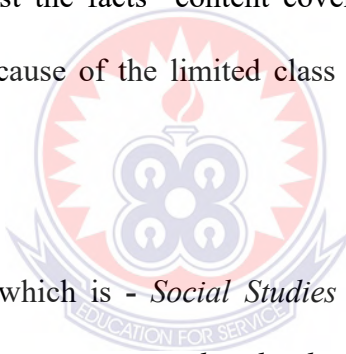 st the facts" content cover
cause of the limited class
which is - Social Studies
EDUCATION FOR SERVICE